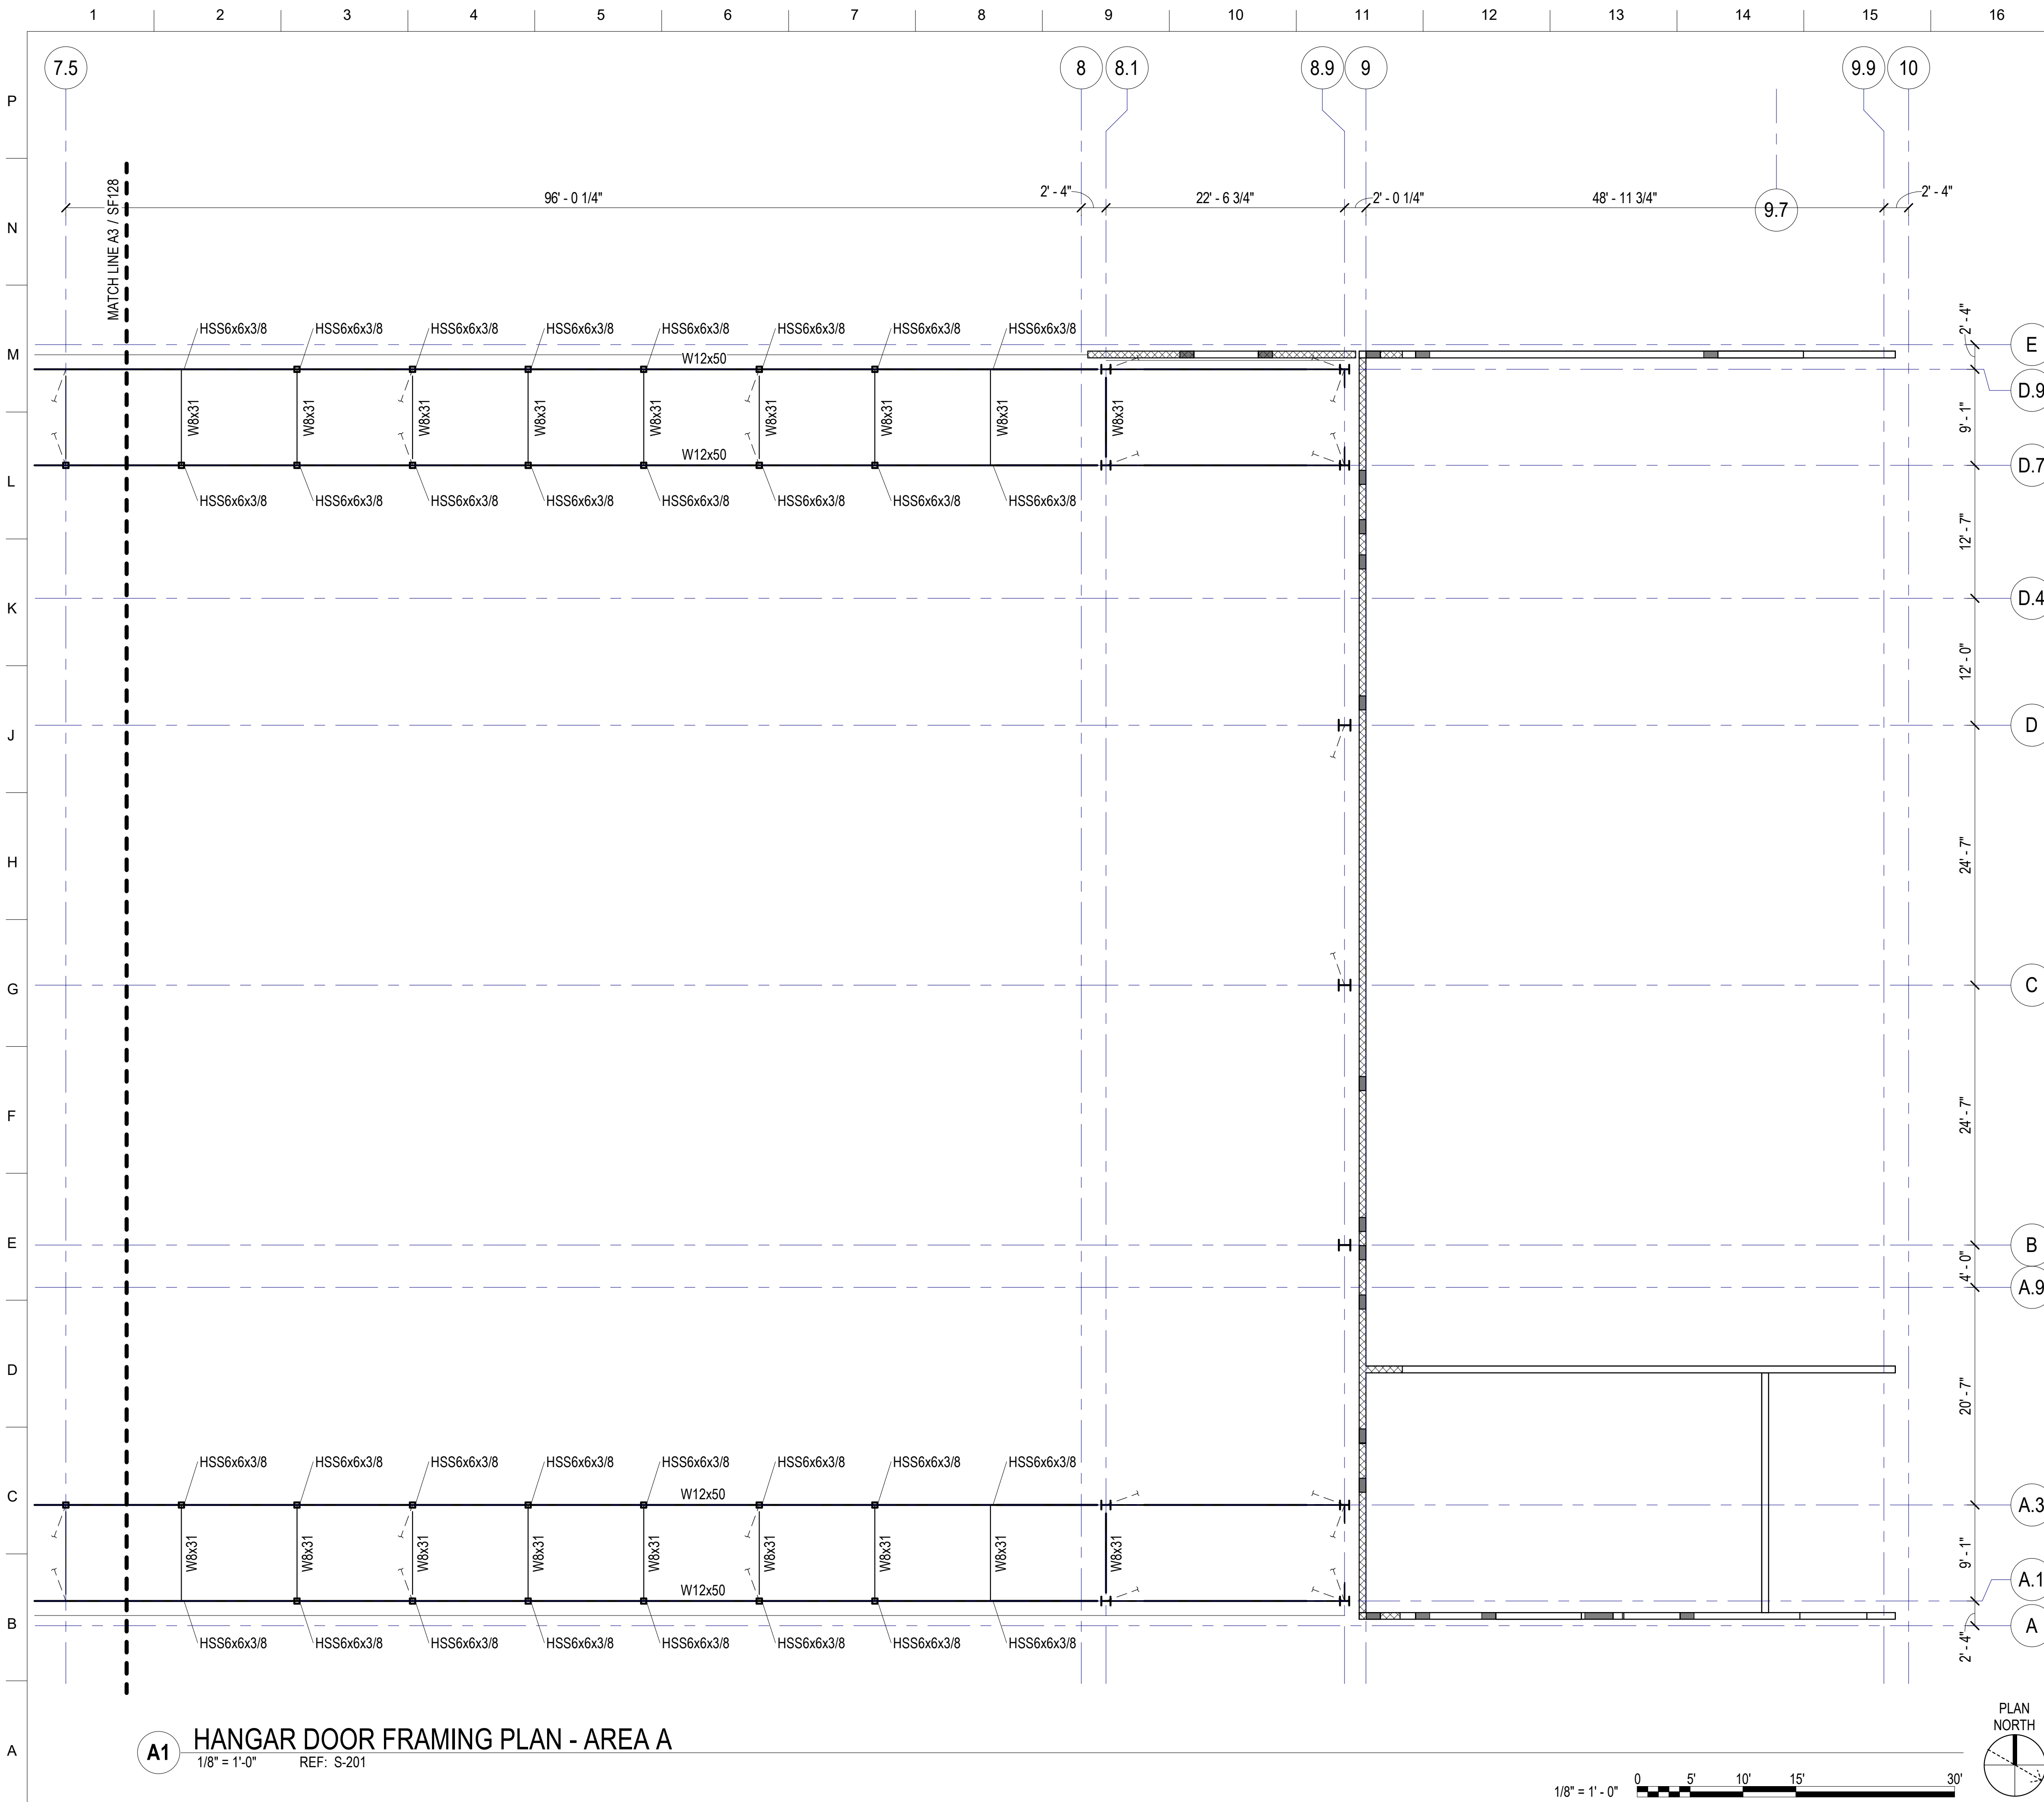 1 2 3 4 5 6 7 8 9 10 11 12 13 14 15 16
7.5 8 8.1 8.9 9 9.9 10
P
MATCH LINE A3 / SF128
96' - 0 1/4" 2' - 4" 22' - 6 3/4" 2' - 0 1/4" 48' - 11 3/4" 2' - 4"
9.7
N
2' - 4"
HSS6x6x3/8 HSS6x6x3/8 HSS6x6x3/8 HSS6x6x3/8 HSS6x6x3/8 HSS6x6x3/8 HSS6x6x3/8 HSS6x6x3/8
E
M
W12x50
D.9
W8x31 W8x31 W8x31 W8x31 W8x31 W8x31 W8x31 W8x31 W8x31
9' - 1"
W12x50
D.7
L
HSS6x6x3/8 HSS6x6x3/8 HSS6x6x3/8 HSS6x6x3/8 HSS6x6x3/8 HSS6x6x3/8 HSS6x6x3/8 HSS6x6x3/8
12' - 7"
K
D.4
12' - 0"
J
D
H
24' - 7"
G
C
F
24' - 7"
E
B
4' - 0"
A.9
D
20' - 7"
HSS6x6x3/8 HSS6x6x3/8 HSS6x6x3/8 HSS6x6x3/8 HSS6x6x3/8 HSS6x6x3/8 HSS6x6x3/8 HSS6x6x3/8
C
W12x50
A.3
W8x31 W8x31 W8x31 W8x31 W8x31 W8x31 W8x31 W8x31 W8x31
9' - 1"
A.1
W12x50
B
A
HSS6x6x3/8 HSS6x6x3/8 HSS6x6x3/8 HSS6x6x3/8 HSS6x6x3/8 HSS6x6x3/8 HSS6x6x3/8 HSS6x6x3/8
2' - 4"
A
A1
HANGAR DOOR FRAMING PLAN - AREA A
1/8" = 1'-0" REF: S-201
PLAN
NORTH
0 5' 10' 15' 30'
1/8" = 1' - 0"